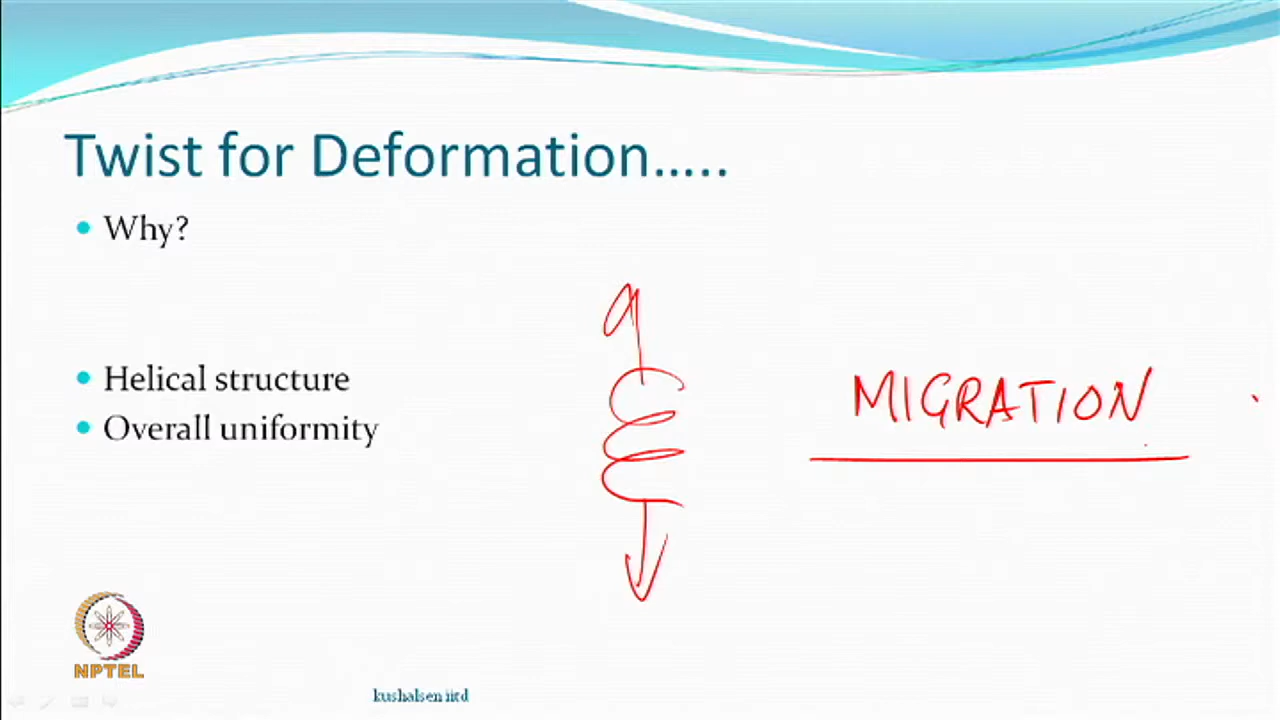 Twist for Deformation.....
Why?
Helical structure
Overall uniformity
MIGRATION
NPTEL
kushalsen iitd